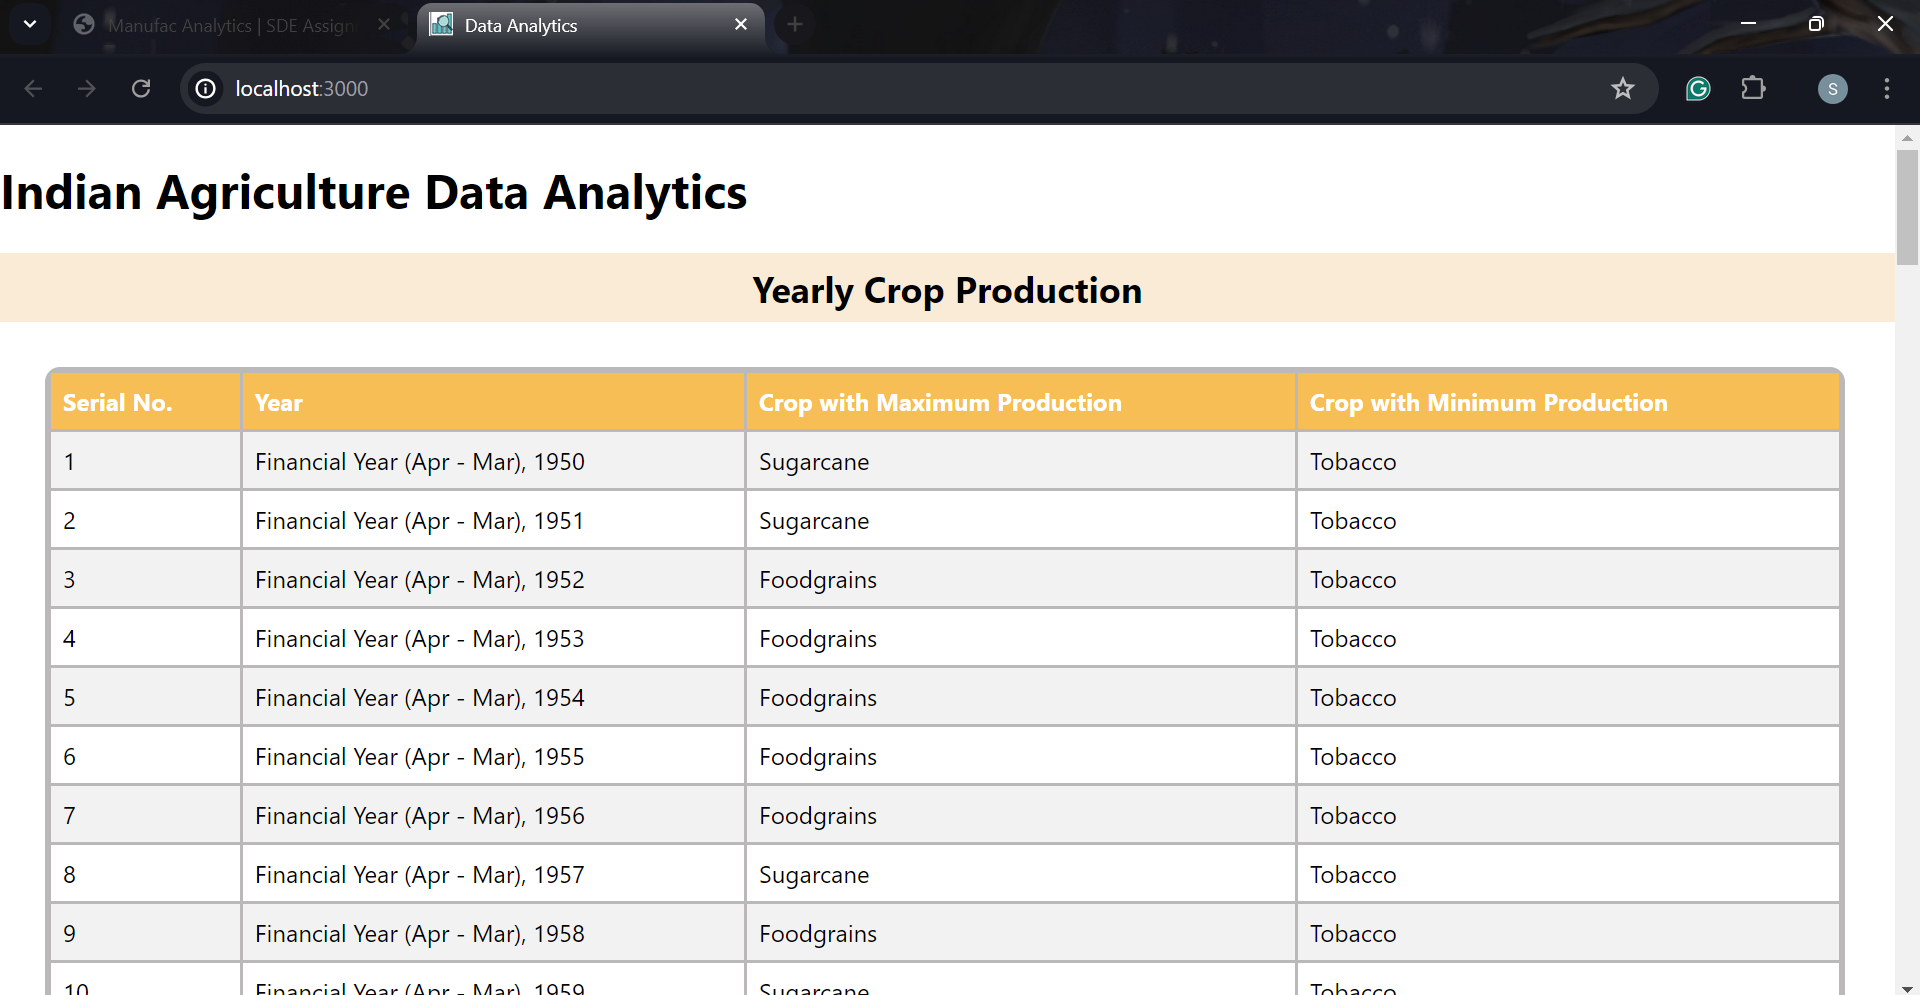 Manufac Analytics | SDE Assign
Data Analytics
localhost:3000
S
Indian Agriculture Data Analytics
Yearly Crop Production
Serial No. Year Crop with Maximum Production Crop with Minimum Production
1 Financial Year (Apr - Mar), 1950 Sugarcane Tobacco
2 Financial Year (Apr - Mar), 1951 Sugarcane Tobacco
3 Financial Year (Apr - Mar), 1952 Foodgrains Tobacco
4 Financial Year (Apr - Mar), 1953 Foodgrains Tobacco
5 Financial Year (Apr - Mar), 1954 Foodgrains Tobacco
6 Financial Year (Apr - Mar), 1955 Foodgrains Tobacco
7 Financial Year (Apr - Mar), 1956 Foodgrains Tobacco
8 Financial Year (Apr - Mar), 1957 Sugarcane Tobacco
9 Financial Year (Apr - Mar), 1958 Foodgrains Tobacco
10 Financial Year (Apr - Mar), 1959 Sugarcane Tobacco